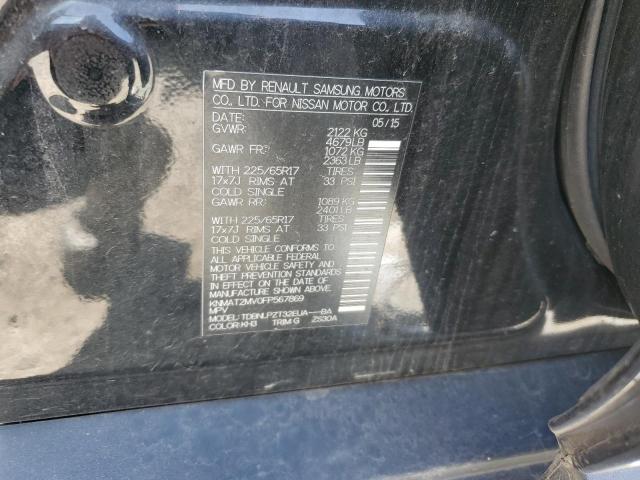 MFD BY RENAULT SAMSUNG MOTORS
CO., LTD. FOR NISSAN MOTOR CO., LTD.
DATE: 05/15
GVWR: 2122 KG
4679LB
GAWR FR: 1072 KG
2363LB
WITH 225/65R17 TIRES
17x7J RIMS AT 33 PSI
COLD SINGLE
GAWR RR: 1089 KG
2401LB
WITH 225/65R17 TIRES
17x7J RIMS AT 33 PSI
COLD SINGLE
THIS VEHICLE CONFORMS TO
ALL APPLICABLE FEDERAL
MOTOR VEHICLE SAFETY AND
THEFT PREVENTION STANDARDS
IN EFFECT ON THE DATE OF
MANUFACTURE.
KNMAT2MV0FP567869
MPV
MODEL:TDBNLPZT32EUA---BA
COLOR:KH3 TRIM:G ZS30A